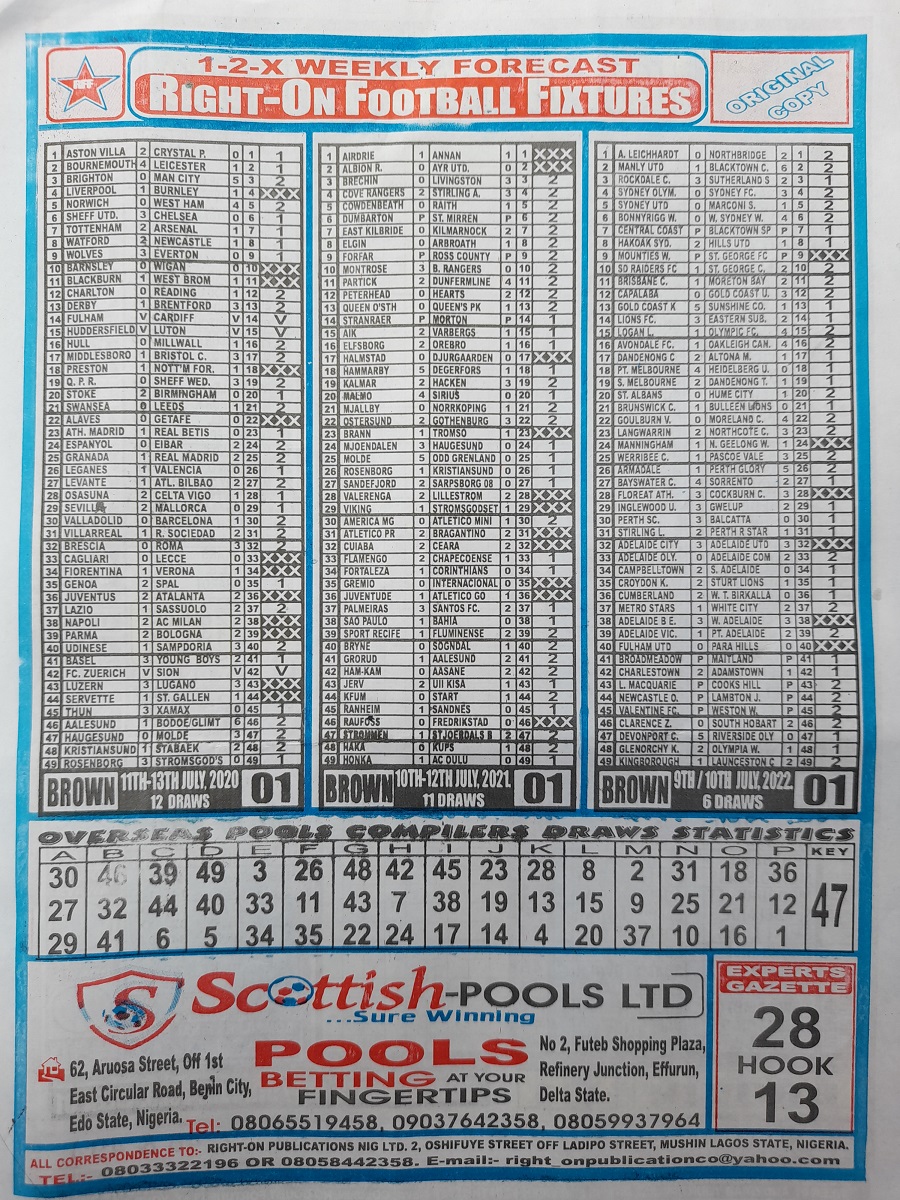 RFF
1-2-X WEEKLY FORECAST
RIGHT-ON FOOTBALL FIXTURES
ORIGINAL COPY
1 ASTON VILLA 2 CRYSTAL P. 0 1 1
2 BOURNEMOUTH 4 LEICESTER 1 2 1
3 BRIGHTON 0 MAN CITY 5 3 2
4 LIVERPOOL 1 BURNLEY 1 4 XXX
5 NORWICH 0 WEST HAM 4 5 2
6 SHEFF UTD. 3 CHELSEA 0 6 1
7 TOTTENHAM 2 ARSENAL 1 7 1
8 WATFORD 2 NEWCASTLE 1 8 1
9 WOLVES 3 EVERTON 0 9 1
10 BARNSLEY 0 WIGAN 0 10 XXX
11 BLACKBURN 1 WEST BROM 1 11 XXX
12 CHARLTON 0 READING 1 12 2
13 DERBY 1 BRENTFORD 3 13 2
14 FULHAM V CARDIFF V 14 V
15 HUDDERSFIELD V LUTON V 15 V
16 HULL 0 MILLWALL 1 16 2
17 MIDDLESBORO 1 BRISTOL C. 3 17 2
18 PRESTON 1 NOTT'M FOR. 1 18 XXX
19 Q. P. R. 0 SHEFF WED. 3 19 2
20 STOKE 2 BIRMINGHAM 0 20 1
21 SWANSEA 0 LEEDS 1 21 2
22 ALAVES 0 GETAFE 0 22 XXX
23 ATH. MADRID 1 REAL BETIS 0 23 1
24 ESPANYOL 0 EIBAR 2 24 2
25 GRANADA 1 REAL MADRID 2 25 2
26 LEGANES 1 VALENCIA 0 26 1
27 LEVANTE 1 ATL. BILBAO 2 27 2
28 OSASUNA 2 CELTA VIGO 1 28 1
29 SEVILLA 2 MALLORCA 0 29 1
30 VALLADOLID 0 BARCELONA 1 30 2
31 VILLARREAL 1 R. SOCIEDAD 2 31 2
32 BRESCIA 0 ROMA 3 32 2
33 CAGLIARI 0 LECCE 0 33 XXX
34 FIORENTINA 1 VERONA 1 34 XXX
35 GENOA 2 SPAL 0 35 1
36 JUVENTUS 2 ATALANTA 2 36 XXX
37 LAZIO 1 SASSUOLO 2 37 2
38 NAPOLI 2 AC MILAN 2 38 XXX
39 PARMA 2 BOLOGNA 2 39 XXX
40 UDINESE 1 SAMPDORIA 3 40 2
41 BASEL 3 YOUNG BOYS 2 41 1
42 FC. ZUERICH V SION V 42 V
43 LUZERN 3 LUGANO 3 43 XXX
44 SERVETTE 1 ST. GALLEN 1 44 XXX
45 THUN 3 XAMAX 0 45 1
46 AALESUND 1 BODOE/GLIMT 6 46 2
47 HAUGESUND 0 MOLDE 3 47 2
48 KRISTIANSUND 1 STABAEK 2 48 2
49 ROSENBORG 3 STROMSGOD'S 0 49 1
BROWN 11TH-13TH JULY, 2020 12 DRAWS 01
1 AIRDRIE 1 ANNAN 1 1 XXX
2 ALBION R. 0 AYR UTD. 0 2 XXX
3 BRECHIN 0 LIVINGSTON 3 3 2
4 COVE RANGERS 2 STIRLING A. 3 4 2
5 COWDENBEATH 0 RAITH 1 5 2
6 DUMBARTON P ST. MIRREN P 6 2
7 EAST KILBRIDE 0 KILMARNOCK 2 7 2
8 ELGIN 0 ARBROATH 1 8 2
9 FORFAR P ROSS COUNTY P 9 2
10 MONTROSE 3 B. RANGERS 0 10 2
11 PARTICK 2 DUNFERMLINE 4 11 2
12 PETERHEAD 0 HEARTS 2 12 2
13 QUEEN O'STH 0 QUEEN'S PK 1 13 2
14 STRANRAER P MORTON P 14 1
15 AIK 2 VARBERGS 1 15 1
16 ELFSBORG 2 OREBRO 1 16 1
17 HALMSTAD 0 DJURGAARDEN 0 17 XXX
18 HAMMARBY 5 DEGERFORS 1 18 1
19 KALMAR 2 HACKEN 3 19 2
20 MALMO 4 SIRIUS 0 20 1
21 MJALLBY 0 NORRKOPING 1 21 2
22 OSTERSUND 2 GOTHENBURG 3 22 2
23 BRANN 1 TROMSO 1 23 XXX
24 MJOENDALEN 3 HAUGESUND 0 24 1
25 MOLDE 5 ODD GRENLAND 0 25 1
26 ROSENBORG 1 KRISTIANSUND 0 26 1
27 SANDEFJORD 2 SARPSBORG 08 0 27 1
28 VALERENGA 2 LILLESTROM 2 28 XXX
29 VIKING 1 STROMSGODSET 1 29 XXX
30 AMERICA MG 0 ATLETICO MINI 1 30 2
31 ATLETICO PR 2 BRAGANTINO 2 31 XXX
32 CUIABA 2 CEARA 2 32 XXX
33 FLAMENGO 2 CHAPECOENSE 1 33 1
34 FORTALEZA 1 CORINTHIANS 0 34 1
35 GREMIO 0 INTERNACIONAL 0 35 XXX
36 JUVENTUDE 1 ATLETICO GO 1 36 XXX
37 PALMEIRAS 3 SANTOS FC. 2 37 1
38 SAO PAULO 1 BAHIA 0 38 1
39 SPORT RECIFE 1 FLUMINENSE 2 39 2
40 BRYNE 0 SOGNDAL 1 40 2
41 GRORUD 1 AALESUND 2 41 2
42 HAM-KAM 0 AASANE 2 42 2
43 JERV 2 UII KISA 1 43 1
44 KFUM 0 START 1 44 2
45 RANHEIM 1 SANDNES 0 45 1
46 RAUFOSS 0 FREDRIKSTAD 0 46 XXX
47 STROMMEN 1 ST.JOERDALS B 2 47 2
48 HAKA 0 KUPS 1 48 2
49 HONKA 1 AC OULU 0 49 1
BROWN 10TH-12TH JULY, 2021. 11 DRAWS 01
1 A. LEICHHARDT 0 NORTHBRIDGE 2 1 2
2 MANLY UTD 1 BLACKTOWN C. 6 2 2
3 ROCKDALE C. 3 SUTHERLAND S 2 3 1
4 SYDNEY OLYM. 0 SYDNEY FC. 3 4 2
5 SYDNEY UTD 0 MARCONI S. 1 5 2
6 BONNYRIGG W. 0 W. SYDNEY W. 4 6 2
7 CENTRAL COAST P BLACKTOWN SP P 7 1
8 HAKOAH SYD. 2 HILLS UTD 1 8 1
9 MOUNTIES W. P ST. GEORGE FC P 9 XXX
10 SD RAIDERS FC 1 ST. GEORGE C. 2 10 2
11 BRISBANE C. 1 MORETON BAY 2 11 2
12 CAPALABA 0 GOLD COAST U. 3 12 2
13 GOLD COAST K 5 SUNSHINE CO. 1 13 1
14 LIONS FC. 3 EASTERN SUB. 2 14 1
15 LOGAN L. 1 OLYMPIC FC. 4 15 2
16 AVONDALE FC. 1 OAKLEIGH CAN. 4 16 2
17 DANDENONG C 2 ALTONA M. 1 17 1
18 PT. MELBOURNE 4 HEIDELBERG U. 0 18 1
19 S. MELBOURNE 2 DANDENONG T. 1 19 1
20 ST. ALBANS 0 HUME CITY 1 20 2
21 BRUNSWICK C. 1 BULLEEN LIONS 0 21 1
22 GOULBURN V. 0 MORELAND C. 4 22 2
23 LANGWARRIN 2 NORTHCOTE C. 3 23 2
24 MANNINGHAM 1 N. GEELONG W. 1 24 XXX
25 WERRIBEE C. 1 PASCOE VALE 3 25 2
26 ARMADALE 1 PERTH GLORY 5 26 2
27 BAYSWATER C. 4 SORRENTO 2 27 1
28 FLOREAT ATH. 3 COCKBURN C. 3 28 XXX
29 INGLEWOOD U. 3 GWELUP 2 29 1
30 PERTH SC. 3 BALCATTA 0 30 1
31 STIRLING L. 2 PERTH R STAR 1 31 1
32 ADELAIDE CITY 3 ADELAIDE UTD 3 32 XXX
33 ADELAIDE OLY. 0 ADELAIDE COM 2 33 2
34 CAMPBELLTOWN 2 S. ADELAIDE 0 34 1
35 CROYDON K. 2 STURT LIONS 1 35 1
36 CUMBERLAND 2 W. T. BIRKALLA 0 36 1
37 METRO STARS 1 WHITE CITY 2 37 2
38 ADELAIDE B E. 3 W. ADELAIDE 3 38 XXX
39 ADELAIDE VIC. 1 PT. ADELAIDE 2 39 2
40 FULHAM UTD 0 PARA HILLS 0 40 XXX
41 BROADMEADOW P MAITLAND P 41 1
42 CHARLESTOWN 2 ADAMSTOWN 1 42 1
43 L. MACQUARIE P COOKS HILL P 43 2
44 NEWCASTLE O. P LAMBTON J. P 44 2
45 VALENTINE FC. P WESTON W. P 45 2
46 CLARENCE Z. 0 SOUTH HOBART 2 46 2
47 DEVONPORT C. 5 RIVERSIDE OLY 0 47 1
48 GLENORCHY K. 2 OLYMPIA W. 1 48 1
49 KINGBOROUGH 1 LAUNCESTON C 2 49 2
BROWN 9TH / 10TH JULY, 2022. 6 DRAWS 01
OVERSEAS POOLS COMPILERS DRAWS STATISTICS
A B C D E F G H I J K L M N O P KEY
30 46 39 49 3 26 48 42 45 23 28 8 2 31 18 36
27 32 44 40 33 11 43 7 38 19 13 15 9 25 21 12 47
29 41 6 5 34 35 22 24 17 14 4 20 37 10 16 1
S Scottish-POOLS LTD
...Sure Winning
62, Aruosa Street, Off 1st
East Circular Road, Benin City,
Edo State, Nigeria.
POOLS
BETTING AT YOUR
FINGERTIPS
No 2, Futeb Shopping Plaza,
Refinery Junction, Effurun,
Delta State.
Tel: 08065519458, 09037642358, 08059937964
EXPERTS
GAZETTE
28
HOOK
13
ALL CORRESPONDENCE TO:- RIGHT-ON PUBLICATIONS NIG LTD. 2, OSHIFUYE STREET OFF LADIPO STREET, MUSHIN LAGOS STATE, NIGERIA.
TEL:- 08033322196 OR 08058442358. E-mail:- right_onpublicationco@yahoo.com